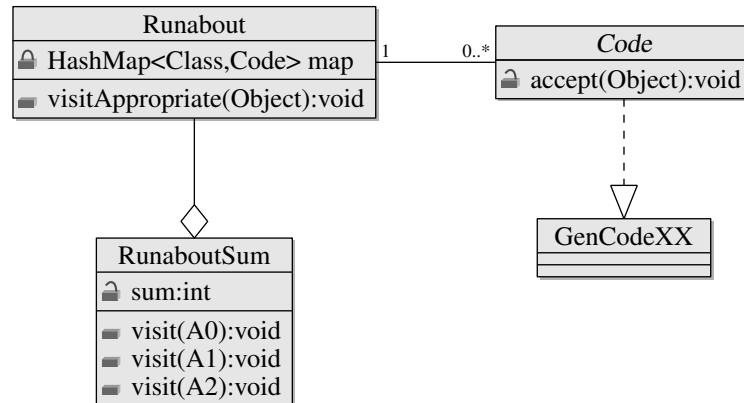 Runabout
HashMap<Class,Code> map
visitAppropriate(Object):void
1
0..*
Code
accept(Object):void
GenCodeXX
RunaboutSum
sum:int
visit(A0):void
visit(A1):void
visit(A2):void